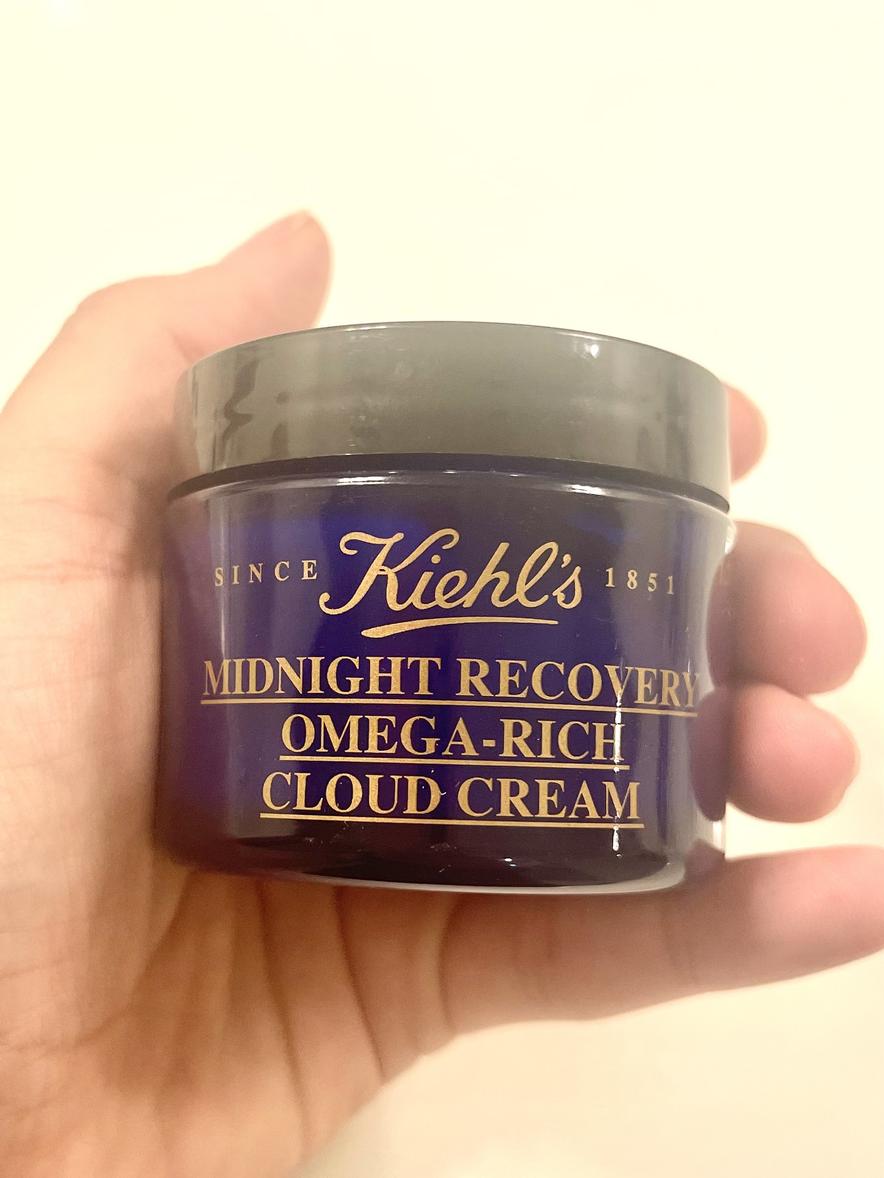 SINCE Kiehl's 1851
MIDNIGHT RECOVERY
OMEGA-RICH
CLOUD CREAM